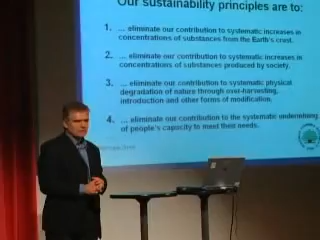 Our sustainability principles are to:
1. ... eliminate our contribution to systematic increases in
concentrations of substances from the Earth's crust.
2. ... eliminate our contribution to systematic increases in
concentrations of substances produced by society.
3. ... eliminate our contribution to systematic physical
degradation of nature through over-harvesting,
introduction and other forms of modification.
4. ... eliminate our contribution to the systematic undermining
of people's capacity to meet their needs.